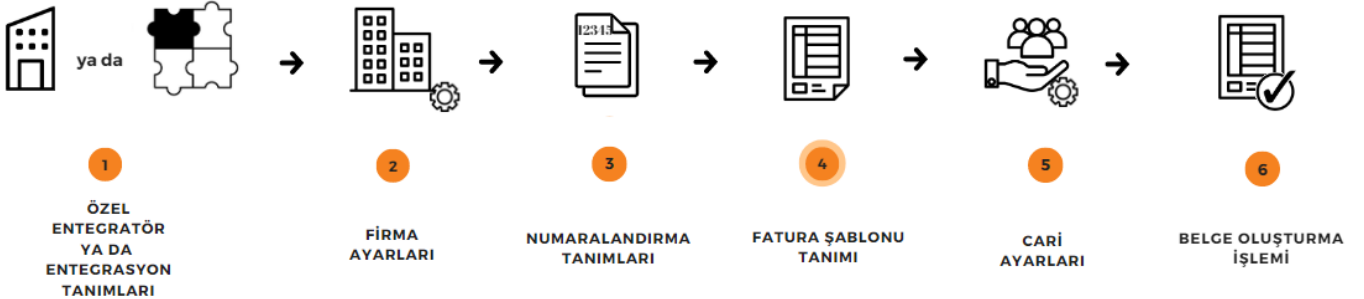 12345
ya da
1
2
3
4
5
6
ÖZEL
ENTEGRATÖR
YA DA
ENTEGRASYON
TANIMLARI
FİRMA
AYARLARI
NUMARALANDIRMA
TANIMLARI
FATURA ŞABLONU
TANIMI
CARİ
AYARLARI
BELGE OLUŞTURMA
İŞLEMİ